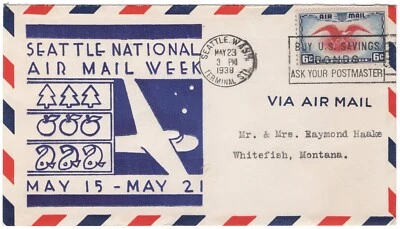 SEATTLE NATIONAL
AIR MAIL WEEK
MAY 15 - MAY 21
SEATTLE, WASH.
MAY 23
3 PM
1938
TERMINAL STA.
AIR MAIL
BUY U.S. SAVINGS
BONDS
6¢ 6¢
ASK YOUR POSTMASTER
VIA AIR MAIL
Mr. & Mrs. Raymond Haake
Whitefish, Montana.